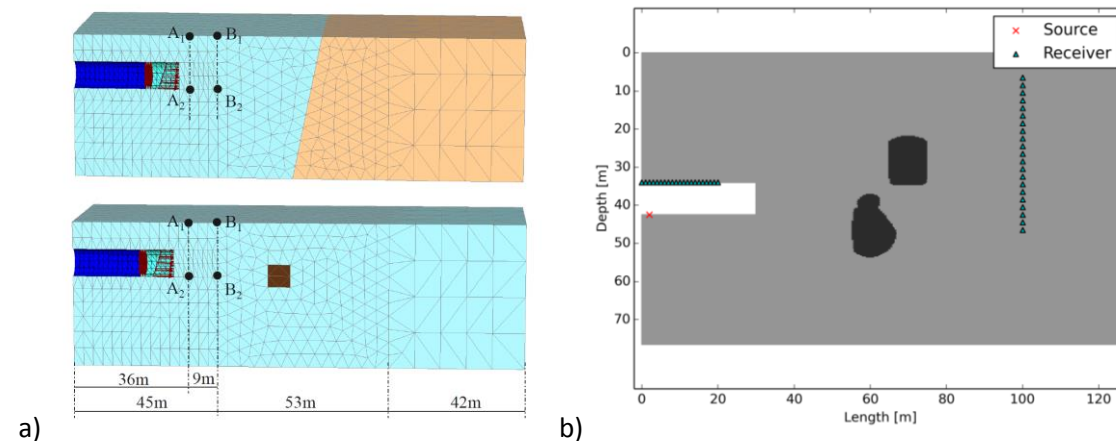 A1 B1
A2 B2
A1 B1
A2 B2
36m 9m
45m 53m 42m
a)
Source
Receiver
0
10
20
30
40
50
60
70
Depth [m]
0 20 40 60 80 100 120
Length [m]
b)